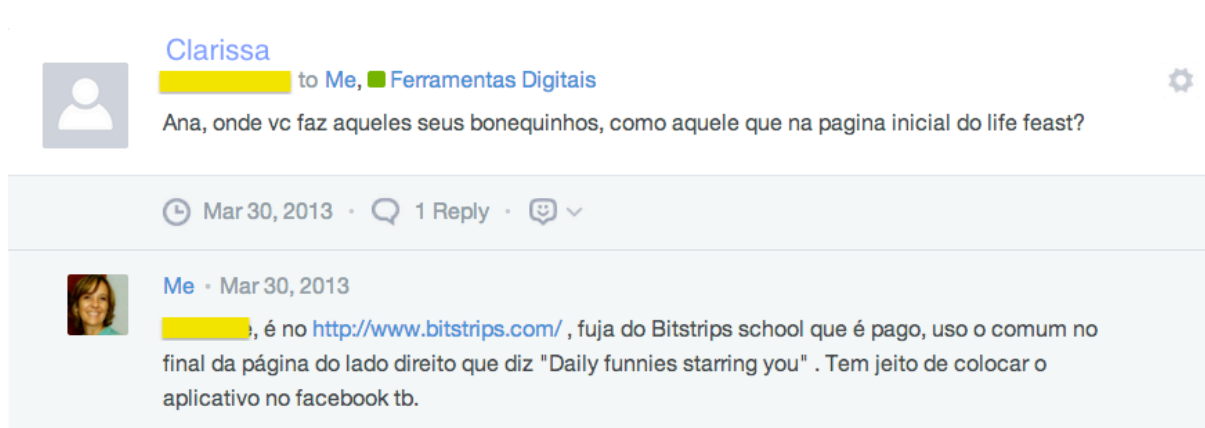 Clarissa
to Me, Ferramentas Digitais
Ana, onde vc faz aqueles seus bonequinhos, como aquele que na pagina inicial do life feast?
Mar 30, 2013 · 1 Reply ·
Me · Mar 30, 2013
, é no http://www.bitstrips.com/ , fuja do Bitstrips school que é pago, uso o comum no
final da página do lado direito que diz "Daily funnies starring you" . Tem jeito de colocar o
aplicativo no facebook tb.